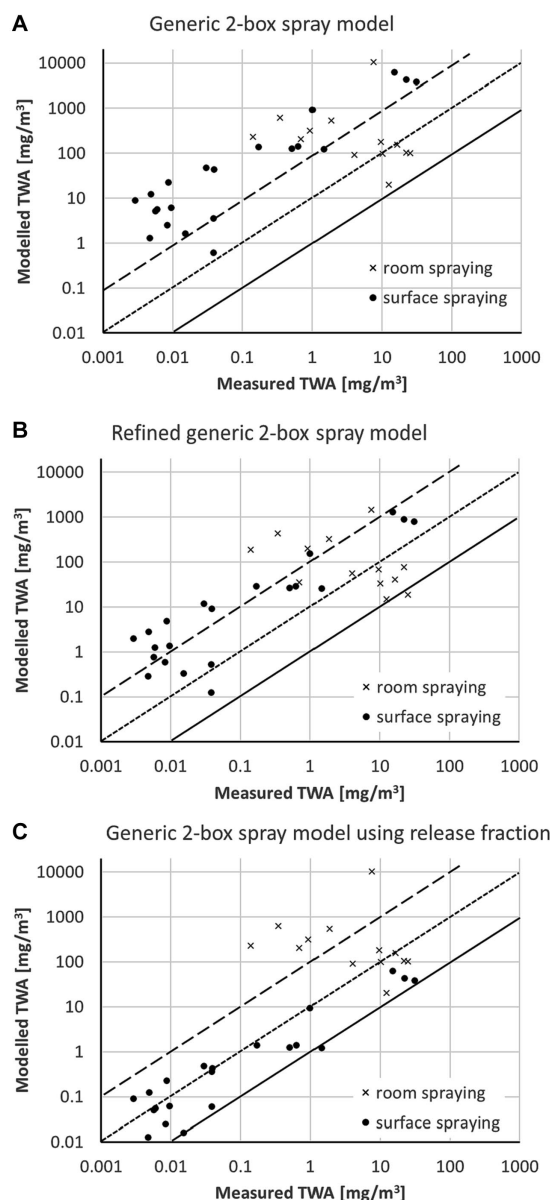 A
Generic 2-box spray model
10000
1000
100
10
1
0.1
0.01
Modelled TWA [mg/m³]
× room spraying
• surface spraying
0.001 0.01 0.1 1 10 100 1000
Measured TWA [mg/m³]
B
Refined generic 2-box spray model
10000
1000
100
10
1
0.1
0.01
Modelled TWA [mg/m³]
× room spraying
• surface spraying
0.001 0.01 0.1 1 10 100 1000
Measured TWA [mg/m³]
C
Generic 2-box spray model using release fraction
10000
1000
100
10
1
0.1
0.01
Modelled TWA [mg/m³]
× room spraying
• surface spraying
0.001 0.01 0.1 1 10 100 1000
Measured TWA [mg/m³]